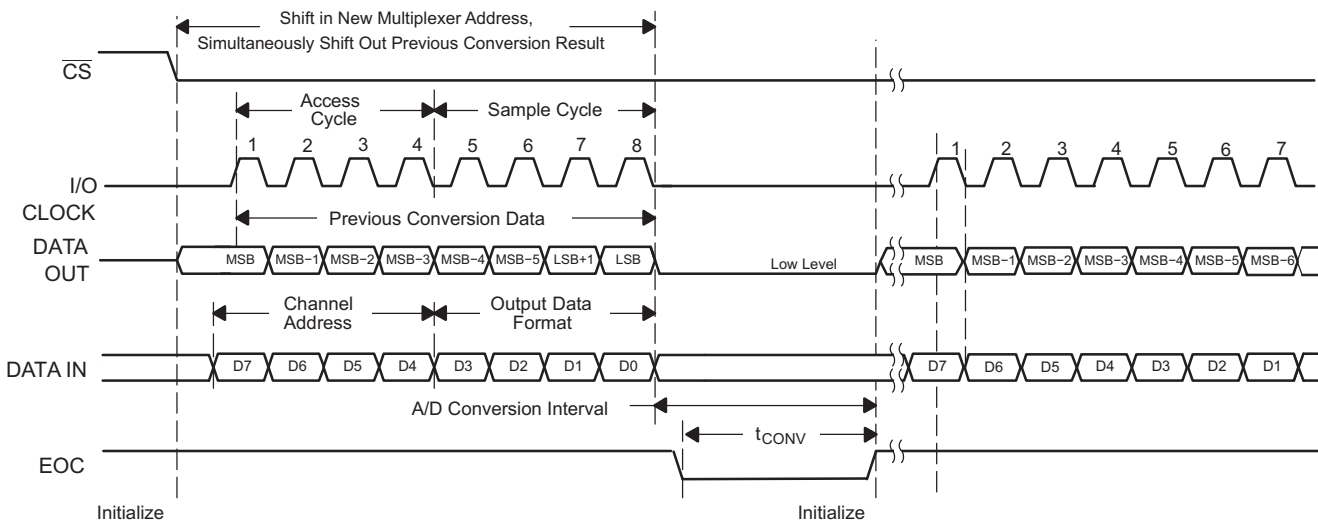 Shift in New Multiplexer Address,
Simultaneously Shift Out Previous Conversion Result
CS
Access
Cycle
Sample Cycle
1 2 3 4 5 6 7 8 1 2 3 4 5 6 7
I/O
CLOCK
Previous Conversion Data
DATA
OUT
MSB MSB−1 MSB−2 MSB−3 MSB−4 MSB−5 LSB+1 LSB Low Level MSB MSB−1 MSB−2 MSB−3 MSB−4 MSB−5 MSB−6
Channel
Address
Output Data
Format
DATA IN D7 D6 D5 D4 D3 D2 D1 D0 D7 D6 D5 D4 D3 D2 D1
A/D Conversion Interval
tCONV
EOC
Initialize Initialize